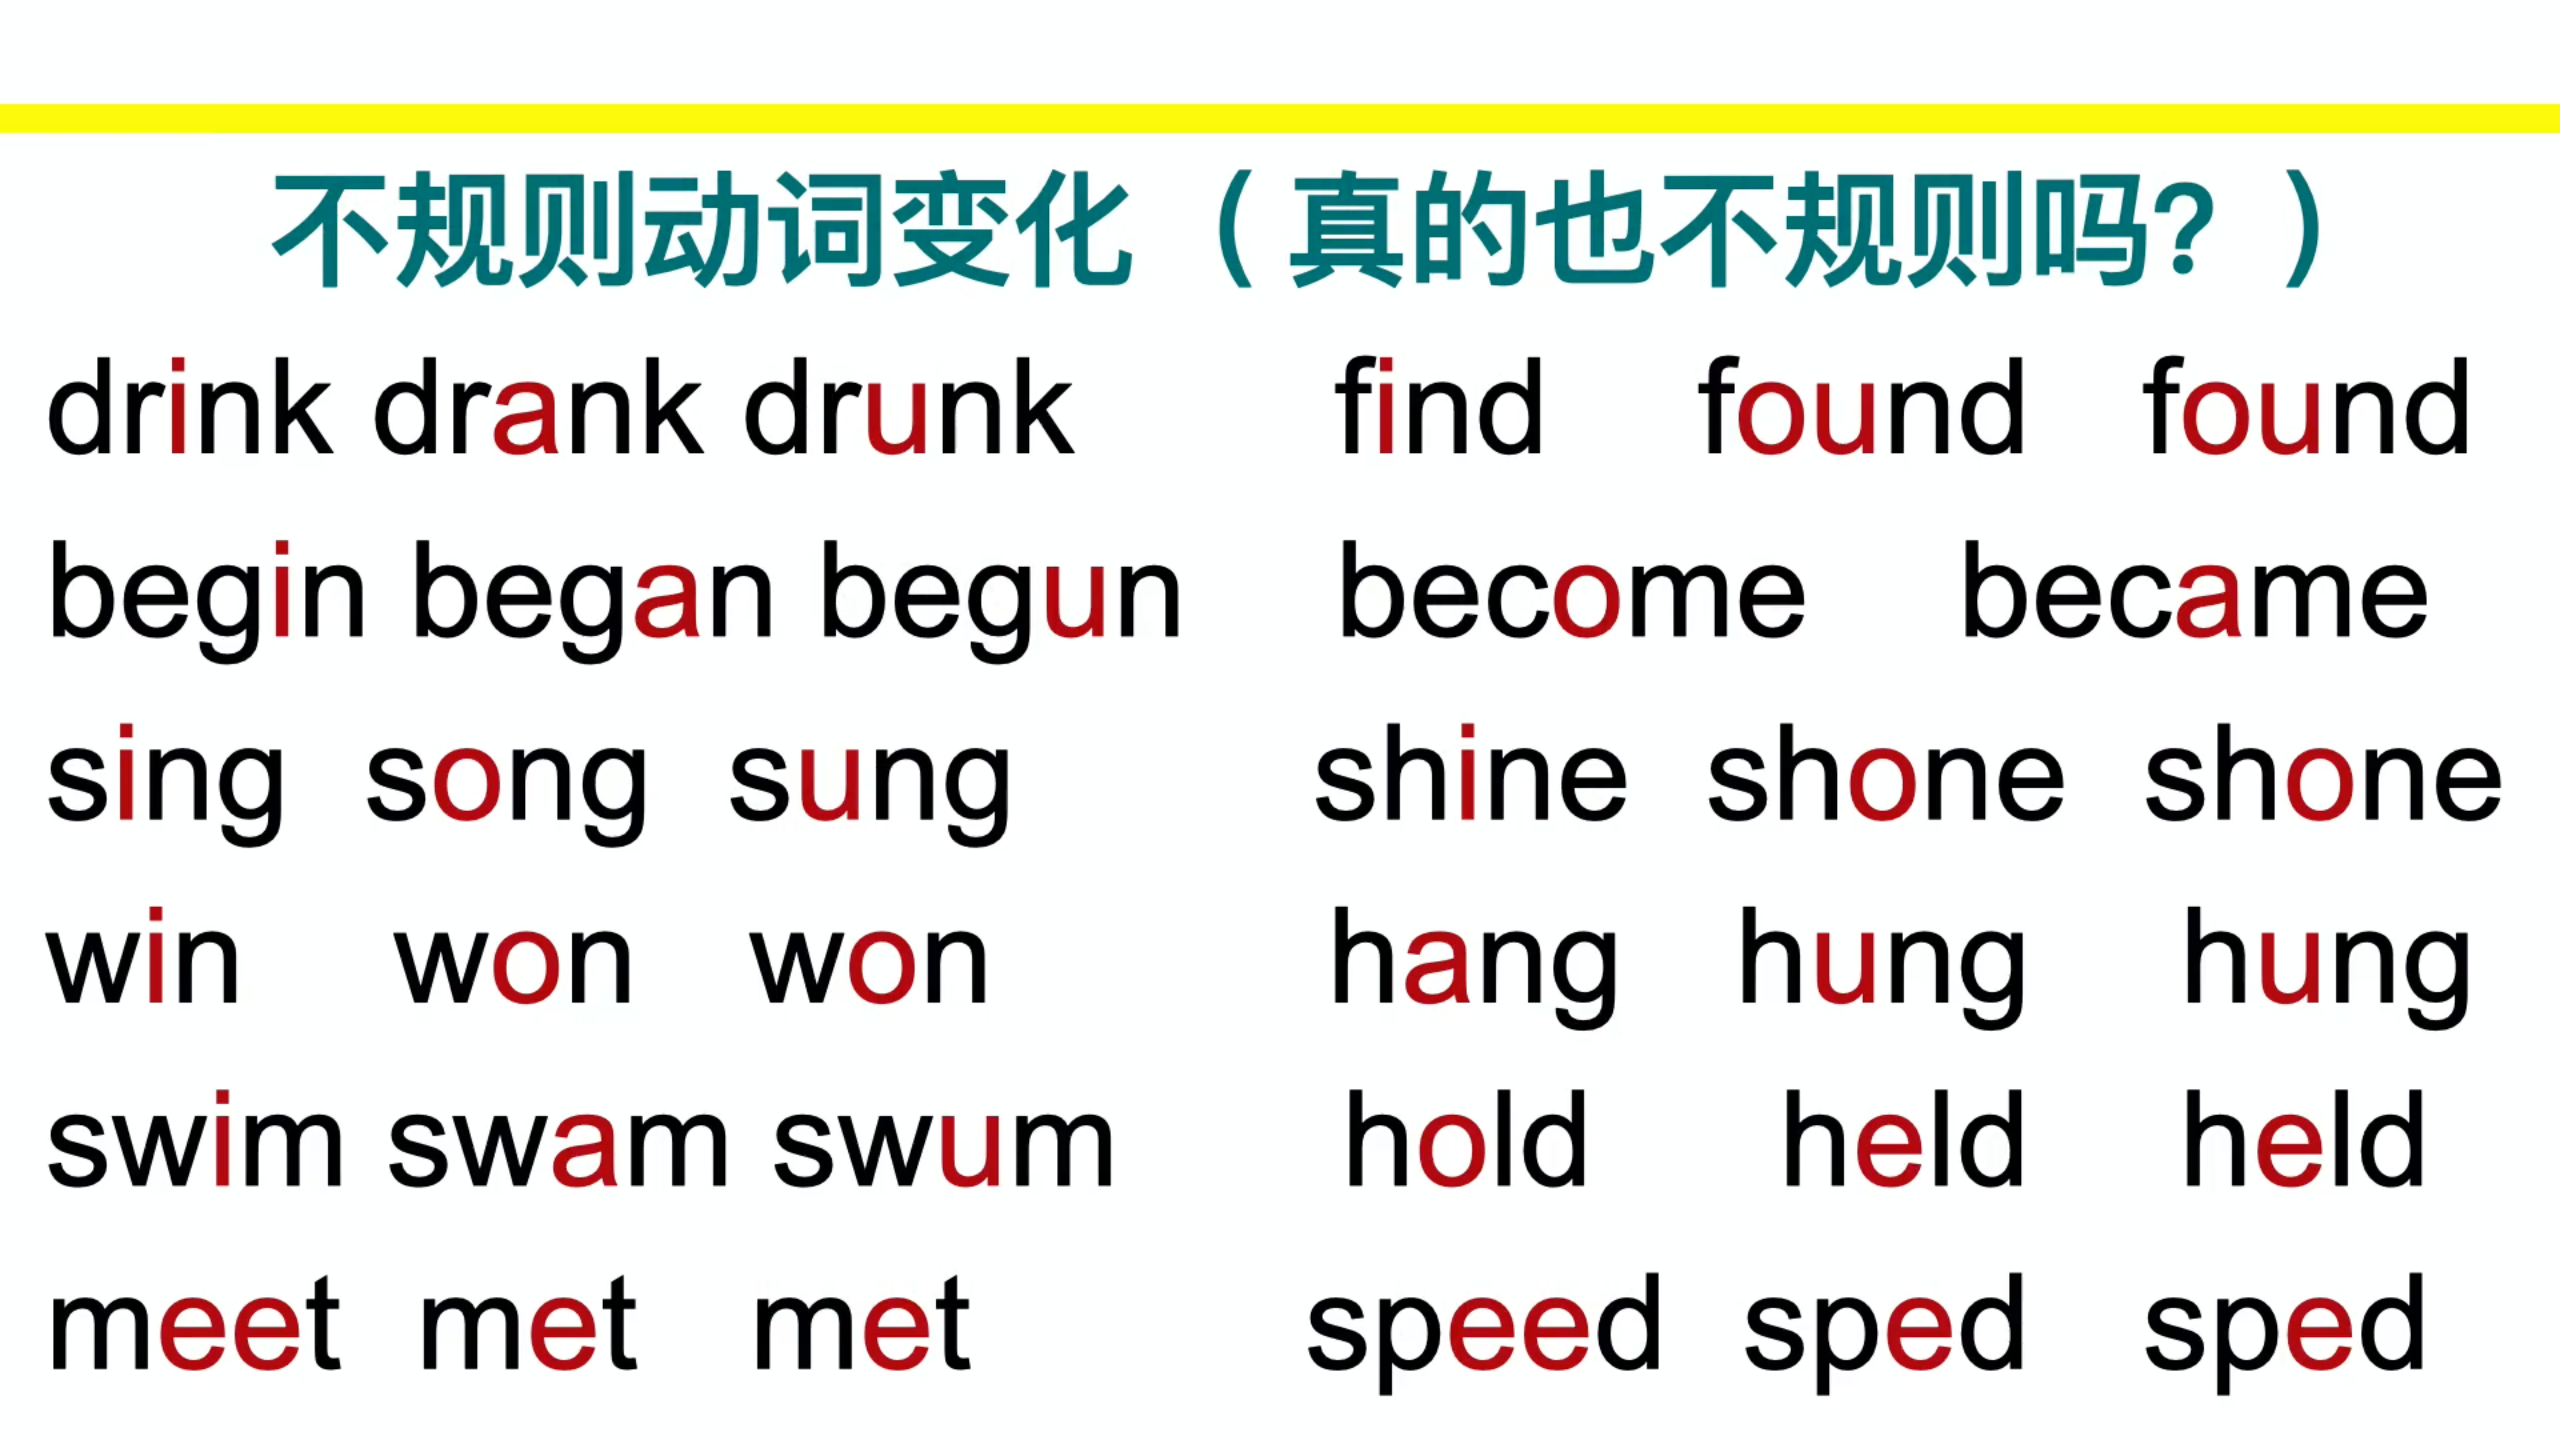 不规则动词变化（真的也不规则吗？）
drink drank drunk find found found
begin began begun become became
sing song sung shine shone shone
win won won hang hung hung
swim swam swum hold held held
meet met met speed sped sped